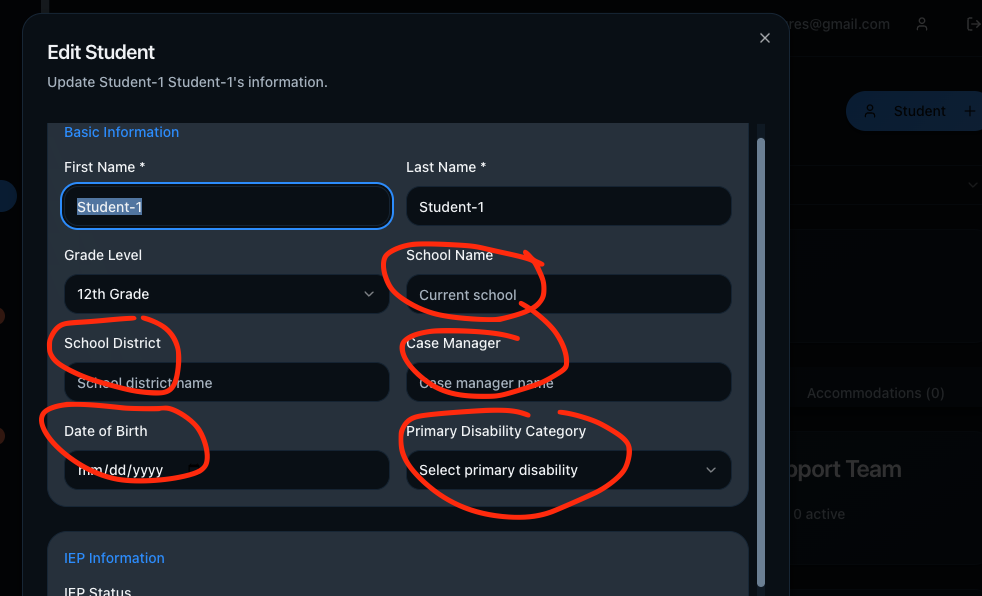 res@gmail.com
Edit Student
Update Student-1 Student-1's information.
Student +
Basic Information
First Name * Last Name *
Student-1 Student-1
Grade Level School Name
12th Grade Current school
School District Case Manager
School district name Case manager name
Accommodations (0)
Date of Birth Primary Disability Category
mm/dd/yyyy Select primary disability
pport Team
0 active
IEP Information
IEP Status